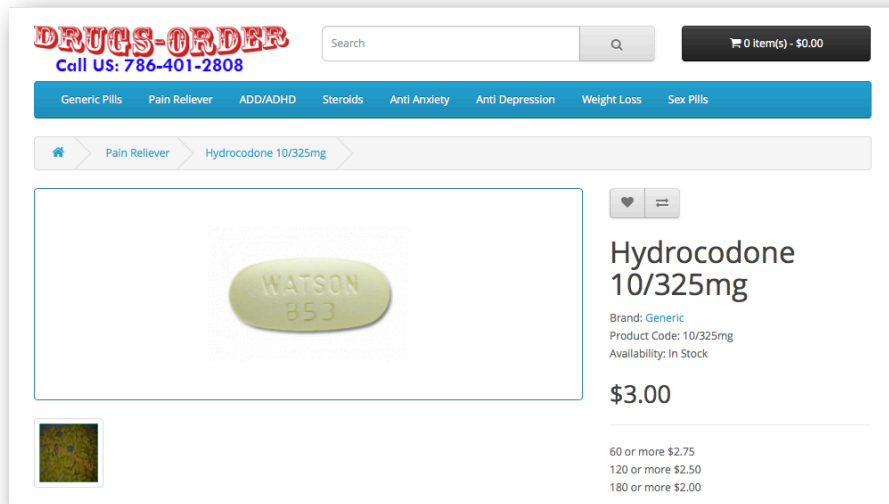 DRUGS-ORDER
Call US: 786-401-2808
Search
0 item(s) - $0.00
Generic Pills Pain Reliever ADD/ADHD Steroids Anti Anxiety Anti Depression Weight Loss Sex Pills
Pain Reliever Hydrocodone 10/325mg
WATSON
853
Hydrocodone
10/325mg
Brand: Generic
Product Code: 10/325mg
Availability: In Stock
$3.00
60 or more $2.75
120 or more $2.50
180 or more $2.00